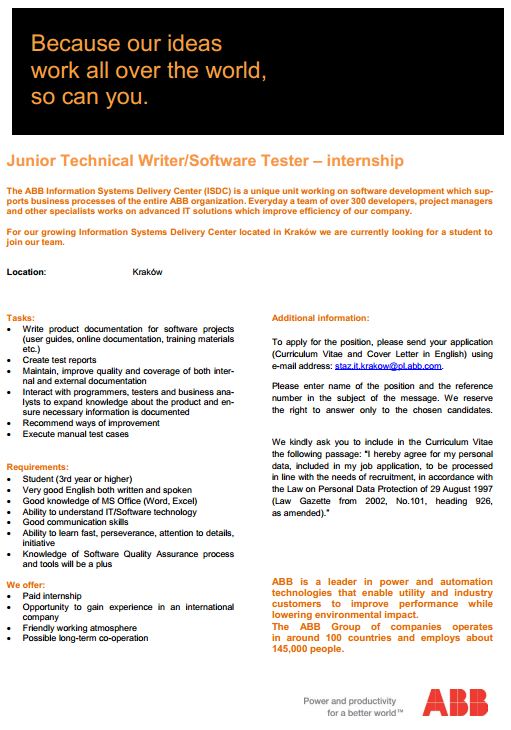 Because our ideas
work all over the world,
so can you.
Junior Technical Writer/Software Tester – internship
The ABB Information Systems Delivery Center (ISDC) is a unique unit working on software development which sup-
ports business processes of the entire ABB organization. Everyday a team of over 300 developers, project managers
and other specialists works on advanced IT solutions which improve efficiency of our company.
For our growing Information Systems Delivery Center located in Kraków we are currently looking for a student to
join our team.
Location: Kraków
Tasks:
• Write product documentation for software projects
(user guides, online documentation, training materials
etc.)
• Create test reports
• Maintain, improve quality and coverage of both inter-
nal and external documentation
• Interact with programmers, testers and business ana-
lysts to expand knowledge about the product and en-
sure necessary information is documented
• Recommend ways of improvement
• Execute manual test cases
Requirements:
• Student (3rd year or higher)
• Very good English both written and spoken
• Good knowledge of MS Office (Word, Excel)
• Ability to understand IT/Software technology
• Good communication skills
• Ability to learn fast, perseverance, attention to details,
initiative
• Knowledge of Software Quality Assurance process
and tools will be a plus
We offer:
• Paid internship
• Opportunity to gain experience in an international
company
• Friendly working atmosphere
• Possible long-term co-operation
Additional information:
To apply for the position, please send your application
(Curriculum Vitae and Cover Letter in English) using
e-mail address: staz.it.krakow@pl.abb.com.
Please enter name of the position and the reference
number in the subject of the message. We reserve
the right to answer only to the chosen candidates.
We kindly ask you to include in the Curriculum Vitae
the following passage: “I hereby agree for my personal
data, included in my job application, to be processed
in line with the needs of recruitment, in accordance with
the Law on Personal Data Protection of 29 August 1997
(Law Gazette from 2002, No.101, heading 926,
as amended).”
ABB is a leader in power and automation
technologies that enable utility and industry
customers to improve performance while
lowering environmental impact.
The ABB Group of companies operates
in around 100 countries and employs about
145,000 people.
Power and productivity
for a better world™
ABB